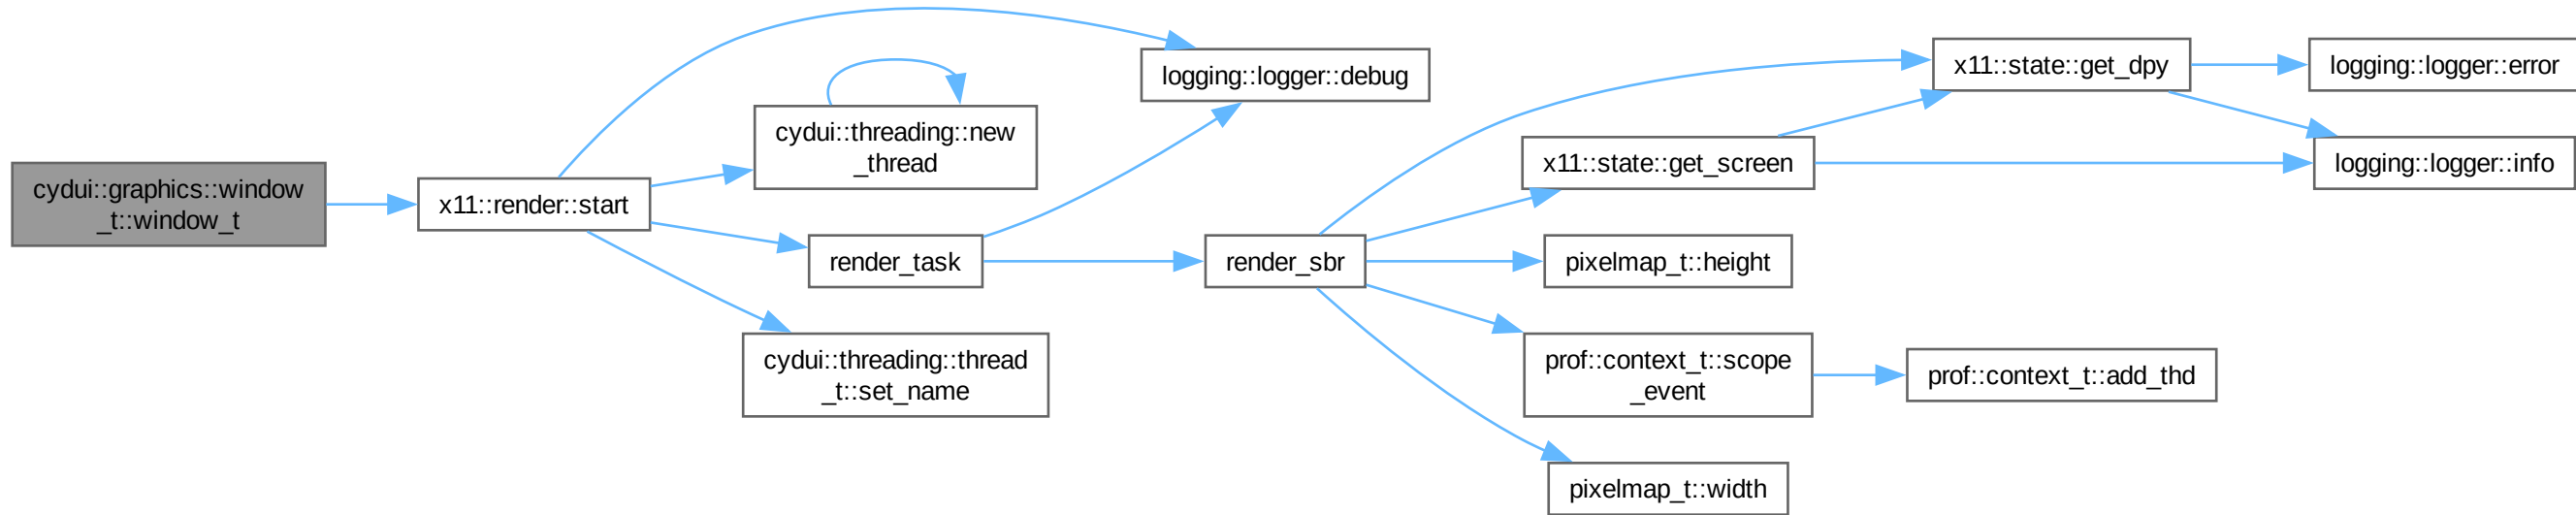 cydui::graphics::window
_t::window_t
x11::render::start
logging::logger::debug
cydui::threading::new
_thread
render_task
cydui::threading::thread
_t::set_name
render_sbr
x11::state::get_dpy
logging::logger::error
x11::state::get_screen
logging::logger::info
pixelmap_t::height
prof::context_t::scope
_event
prof::context_t::add_thd
pixelmap_t::width